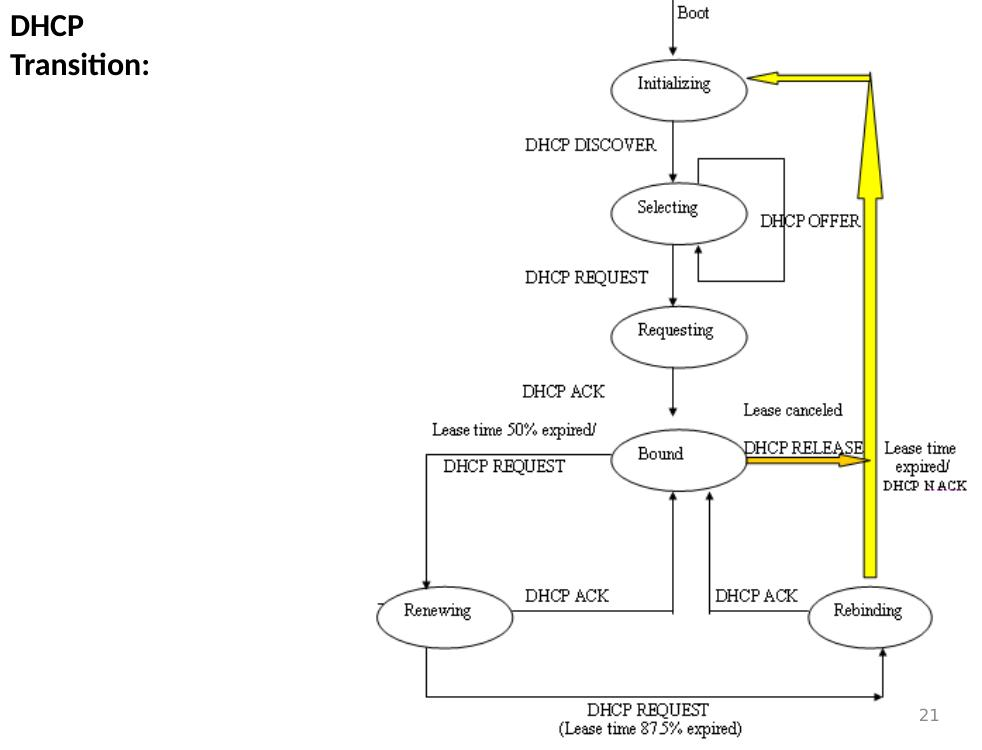 DHCP
Transition:
Boot
Initializing
DHCP DISCOVER
Selecting
DHCP OFFER
DHCP REQUEST
Requesting
DHCP ACK
Lease canceled
Lease time 50% expired/
DHCP RELEASE
Lease time
expired/
DHCP NACK
Bound
DHCP REQUEST
DHCP ACK
DHCP ACK
Renewing
Rebinding
DHCP REQUEST
(Lease time 87.5% expired)
21